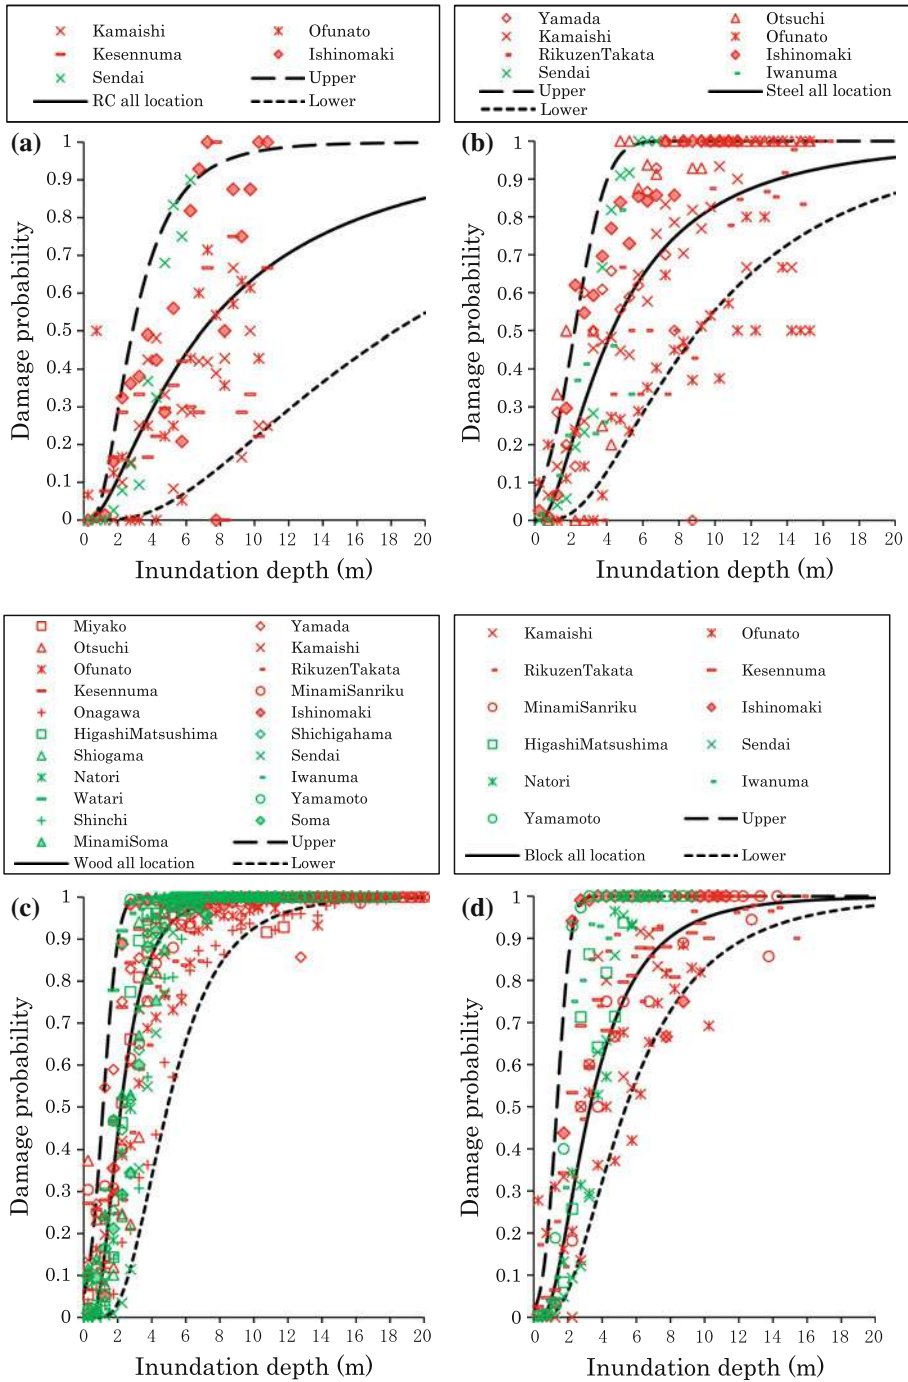 Kamaishi Ofunato
Kesennuma Ishinomaki
Sendai Upper
RC all location Lower
(a)
Damage probability
1
0.9
0.8
0.7
0.6
0.5
0.4
0.3
0.2
0.1
0
0 2 4 6 8 10 12 14 16 18 20
Inundation depth (m)
Yamada Otsuchi
Kamaishi Ofunato
RikuzenTakata Ishinomaki
Sendai Iwanuma
Upper Steel all location
Lower
(b)
Damage probability
1
0.9
0.8
0.7
0.6
0.5
0.4
0.3
0.2
0.1
0
0 2 4 6 8 10 12 14 16 18 20
Inundation depth (m)
Miyako Yamada
Otsuchi Kamaishi
Ofunato RikuzenTakata
Kesennuma MinamiSanriku
Onagawa Ishinomaki
HigashiMatsushima Shichigahama
Shiogama Sendai
Natori Iwanuma
Watari Yamamoto
Shinchi Soma
MinamiSoma Upper
Wood all location Lower
(c)
Damage probability
1
0.9
0.8
0.7
0.6
0.5
0.4
0.3
0.2
0.1
0
0 2 4 6 8 10 12 14 16 18 20
Inundation depth (m)
Kamaishi Ofunato
RikuzenTakata Kesennuma
MinamiSanriku Ishinomaki
HigashiMatsushima Sendai
Natori Iwanuma
Yamamoto Upper
Block all location Lower
(d)
Damage probability
1
0.9
0.8
0.7
0.6
0.5
0.4
0.3
0.2
0.1
0
0 2 4 6 8 10 12 14 16 18 20
Inundation depth (m)